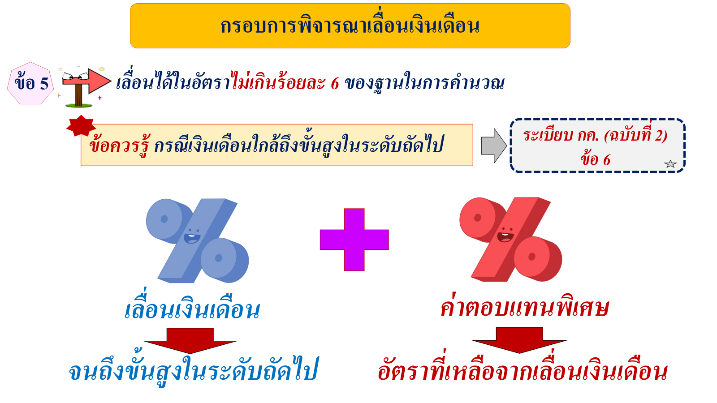 กรอบการพิจารณาเลื่อนเงินเดือน
ข้อ 5
เลื่อนได้ในอัตราไม่เกินร้อยละ 6 ของฐานในการคำนวณ
ข้อควรรู้ กรณีเงินเดือนใกล้ถึงขั้นสูงในระดับถัดไป
ระเบียบ กค. (ฉบับที่ 2)
ข้อ 6
เลื่อนเงินเดือน
ค่าตอบแทนพิเศษ
จนถึงขั้นสูงในระดับถัดไป
อัตราที่เหลือจากเลื่อนเงินเดือน